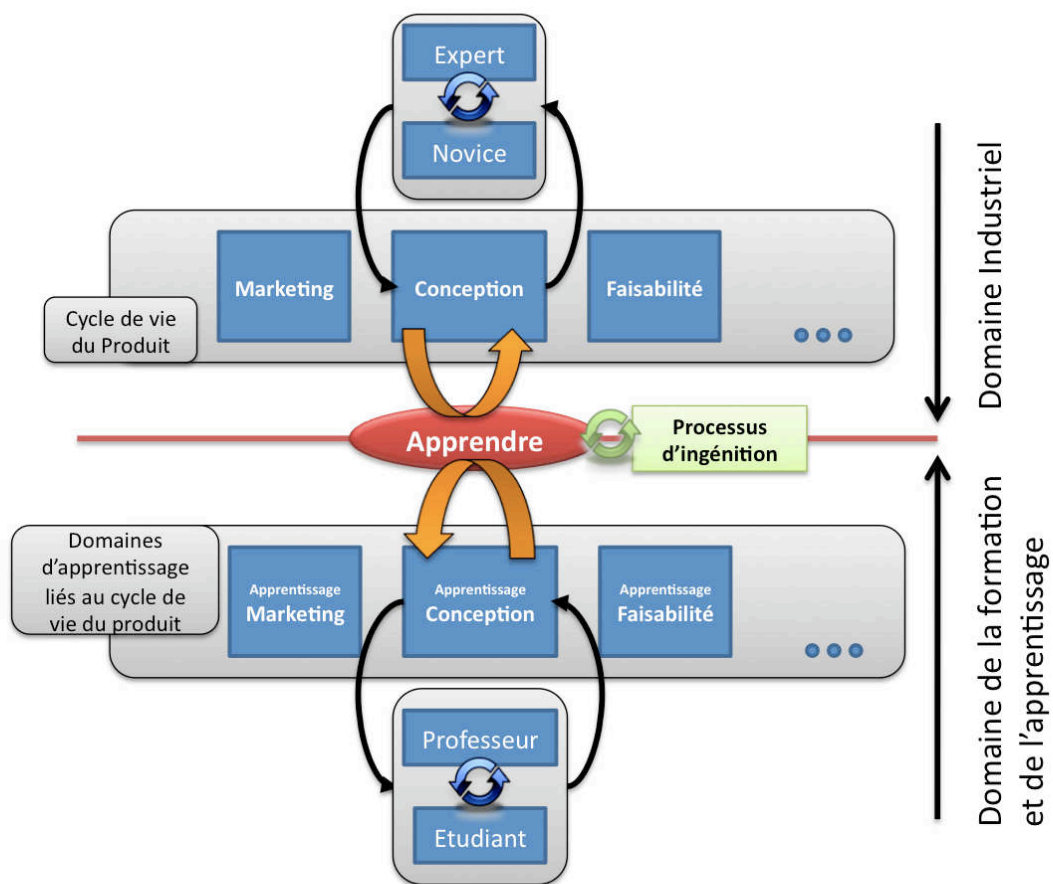 Expert
Novice
Marketing
Conception
Faisabilité
Cycle de vie
du Produit
Domaine Industriel
Apprendre
Processus
d'ingénition
Domaines
d'apprentissage
liés au cycle de
vie du produit
Apprentissage
Marketing
Apprentissage
Conception
Apprentissage
Faisabilité
Professeur
Etudiant
Domaine de la formation
et de l'apprentissage